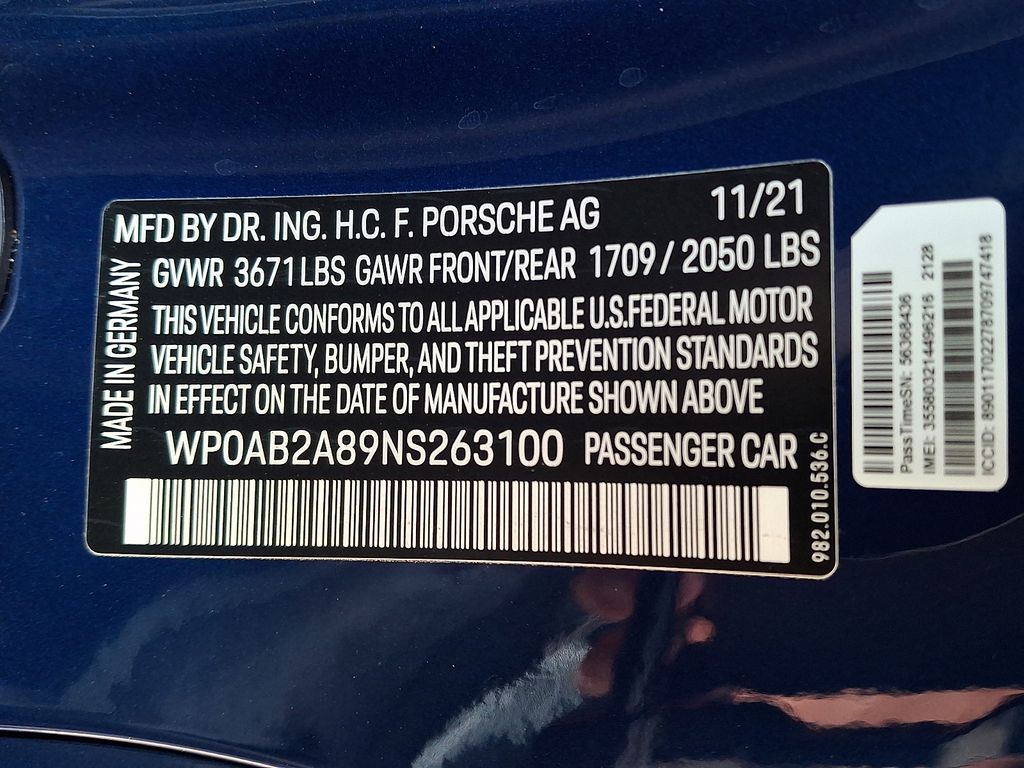 MFD BY DR. ING. H.C. F. PORSCHE AG 11/21
GVWR 3671 LBS GAWR FRONT/REAR 1709 / 2050 LBS
THIS VEHICLE CONFORMS TO ALL APPLICABLE U.S.FEDERAL MOTOR
VEHICLE SAFETY, BUMPER, AND THEFT PREVENTION STANDARDS
IN EFFECT ON THE DATE OF MANUFACTURE SHOWN ABOVE
WP0AB2A89NS263100 PASSENGER CAR
MADE IN GERMANY
982.010.536.C
PassTimeSN: 56368436
IMEI: 355803214496216 2128
ICCID: 89011702278709747418